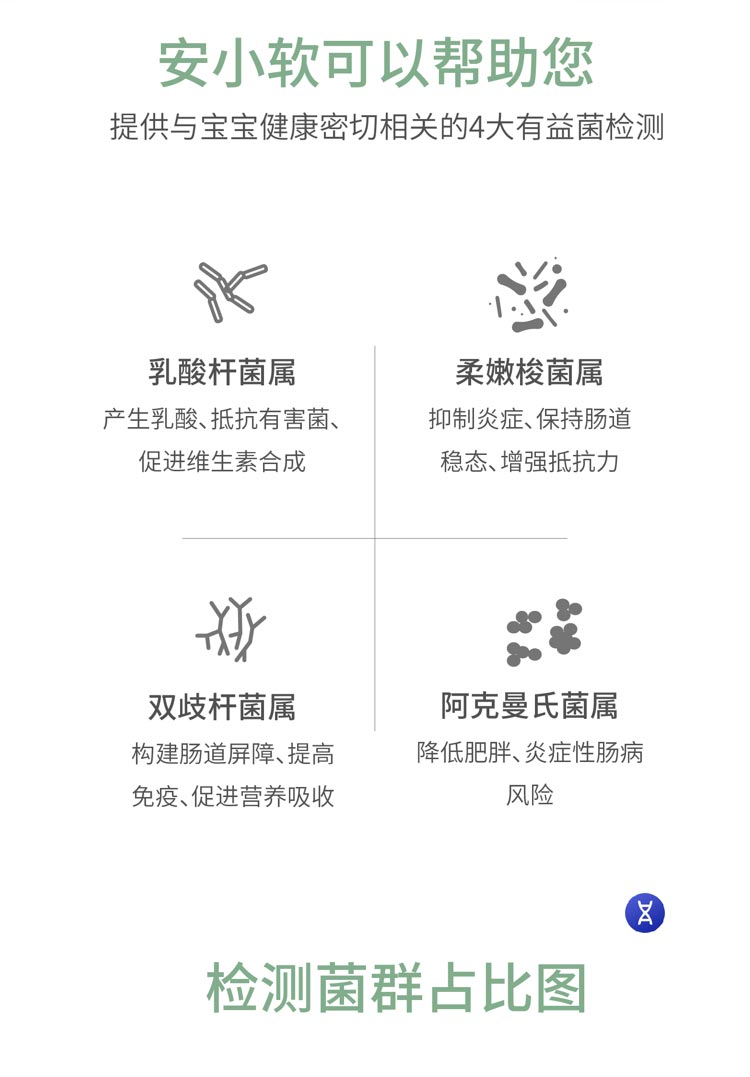 安小软可以帮助您
提供与宝宝健康密切相关的4大有益菌检测
乳酸杆菌属
产生乳酸、抵抗有害菌、
促进维生素合成
柔嫩梭菌属
抑制炎症、保持肠道
稳态、增强抵抗力
双歧杆菌属
构建肠道屏障、提高
免疫、促进营养吸收
阿克曼氏菌属
降低肥胖、炎症性肠病
风险
检测菌群占比图